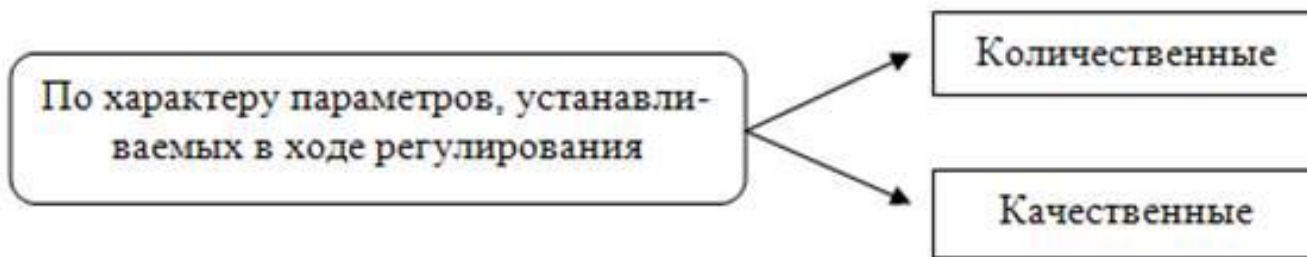 По характеру параметров, устанавли-
ваемых в ходе регулирования
Количественные
Качественные